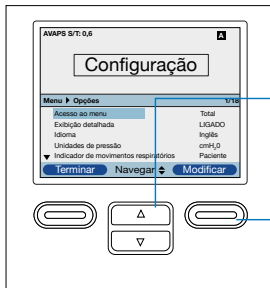 AVAPS S/T: 0,6 A
Configuração
Menu Opções 1/18
Acesso ao menu Total
Exibição detalhada LIGADO
Idioma Inglês
Unidades de pressão cmH₂0
Indicador de movimentos respiratórios Paciente
Terminar Navegar Modificar